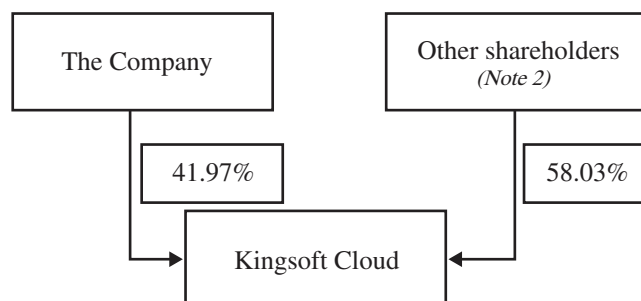 The Company
Other shareholders
(Note 2)
41.97%
58.03%
Kingsoft Cloud